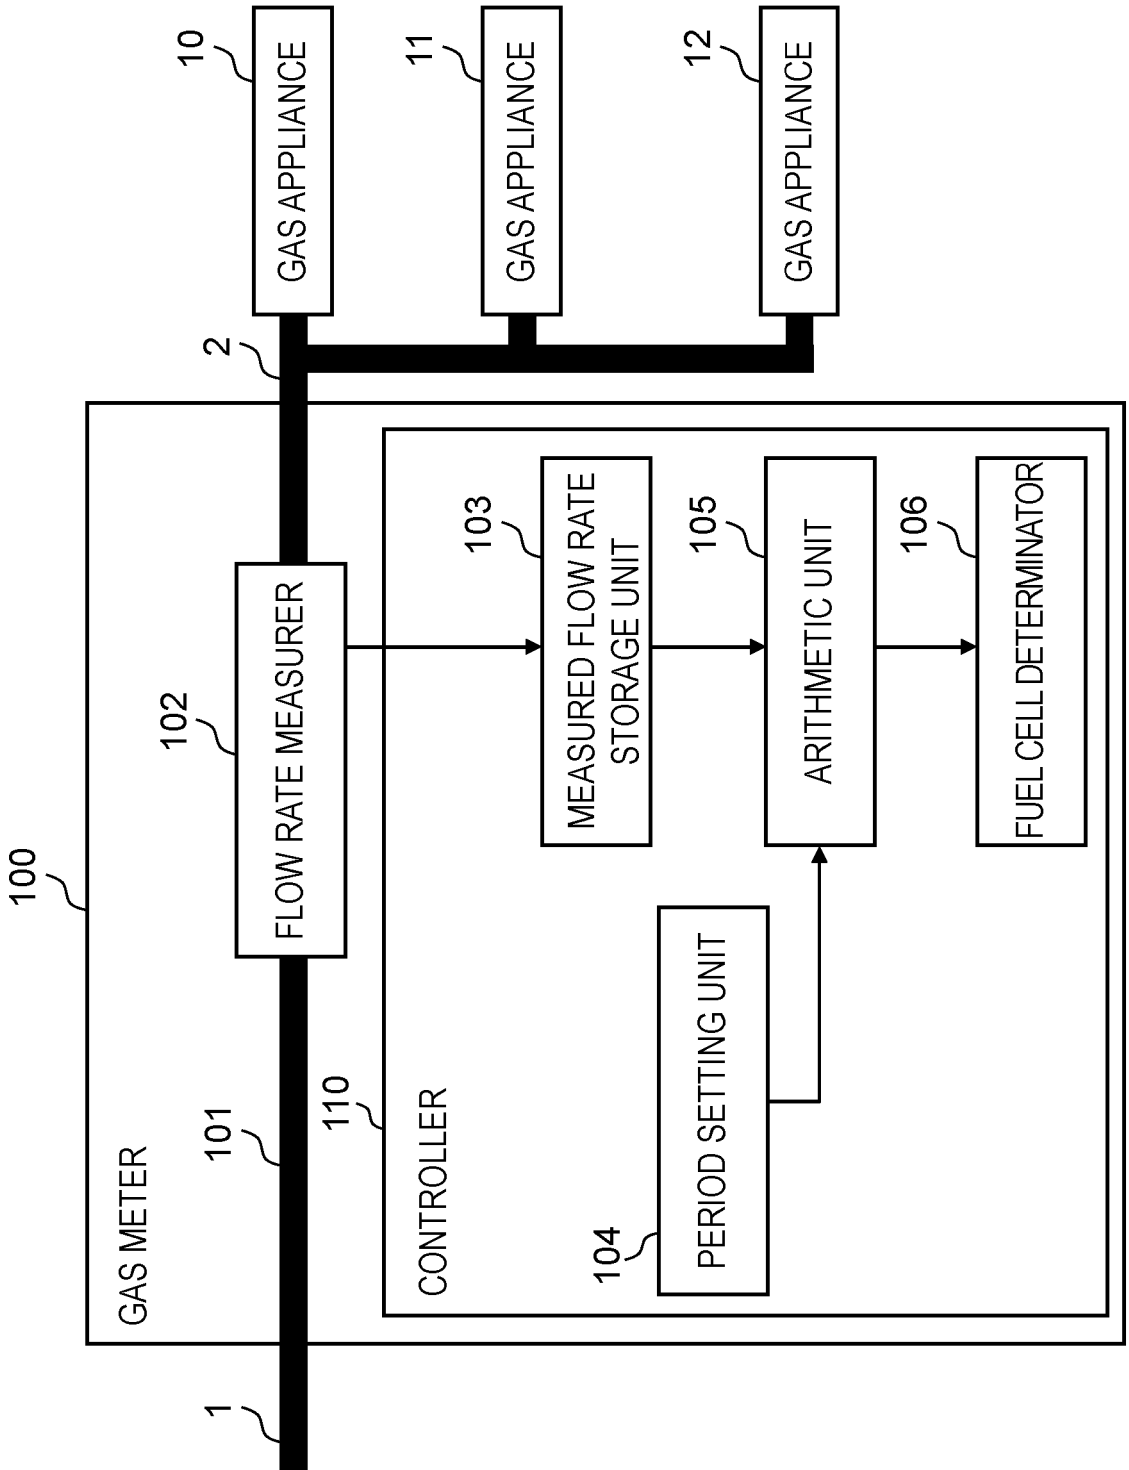 100
GAS METER
1
101
102
FLOW RATE MEASURER
2
10
GAS APPLIANCE
11
GAS APPLIANCE
12
GAS APPLIANCE
110
CONTROLLER
103
MEASURED FLOW RATE
STORAGE UNIT
104
PERIOD SETTING UNIT
105
ARITHMETIC UNIT
106
FUEL CELL DETERMINATOR